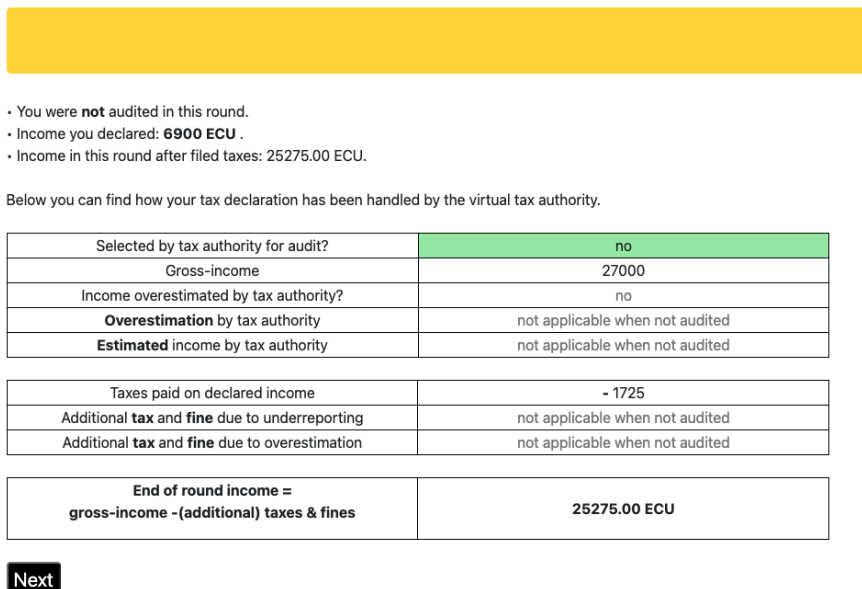 • You were not audited in this round.
• Income you declared: 6900 ECU .
• Income in this round after filed taxes: 25275.00 ECU.
Below you can find how your tax declaration has been handled by the virtual tax authority.
Selected by tax authority for audit? no
Gross-income 27000
Income overestimated by tax authority? no
Overestimation by tax authority not applicable when not audited
Estimated income by tax authority not applicable when not audited
Taxes paid on declared income - 1725
Additional tax and fine due to underreporting not applicable when not audited
Additional tax and fine due to overestimation not applicable when not audited
End of round income =
gross-income -(additional) taxes & fines 25275.00 ECU
Next